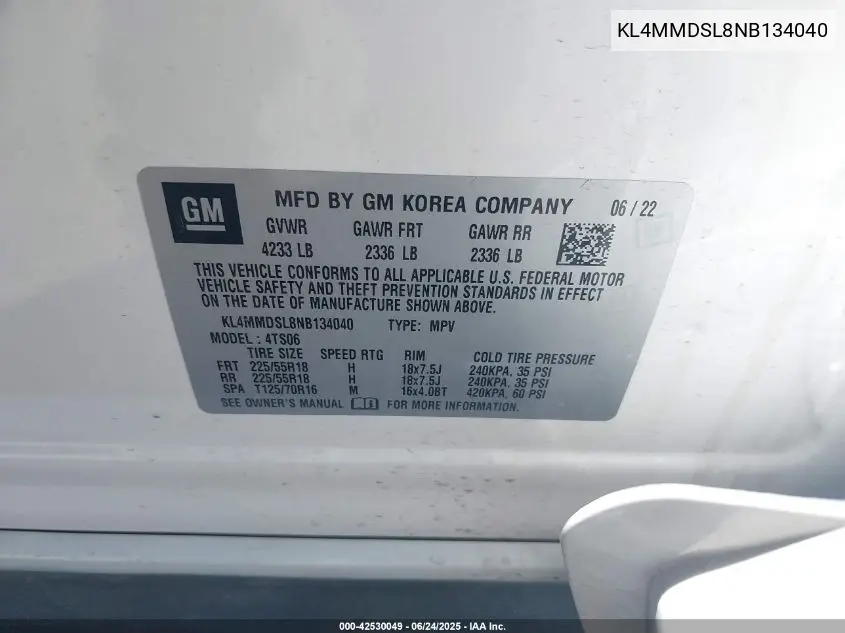 KL4MMDSL8NB134040
GM
MFD BY GM KOREA COMPANY 06 / 22
GVWR GAWR FRT GAWR RR
4233 LB 2336 LB 2336 LB
THIS VEHICLE CONFORMS TO ALL APPLICABLE U.S. FEDERAL MOTOR
VEHICLE SAFETY AND THEFT PREVENTION STANDARDS IN EFFECT
ON THE DATE OF MANUFACTURE SHOWN ABOVE.
KL4MMDSL8NB134040 TYPE: MPV
MODEL : 4TS06
TIRE SIZE SPEED RTG RIM COLD TIRE PRESSURE
FRT 225/55R18 H 18x7.5J 240KPA, 35 PSI
RR 225/55R18 H 18x7.5J 240KPA, 35 PSI
SPA T125/70R16 M 16x4.0BT 420KPA, 60 PSI
SEE OWNER'S MANUAL FOR MORE INFORMATION.
000-42530049 - 06/24/2025 - IAA Inc.